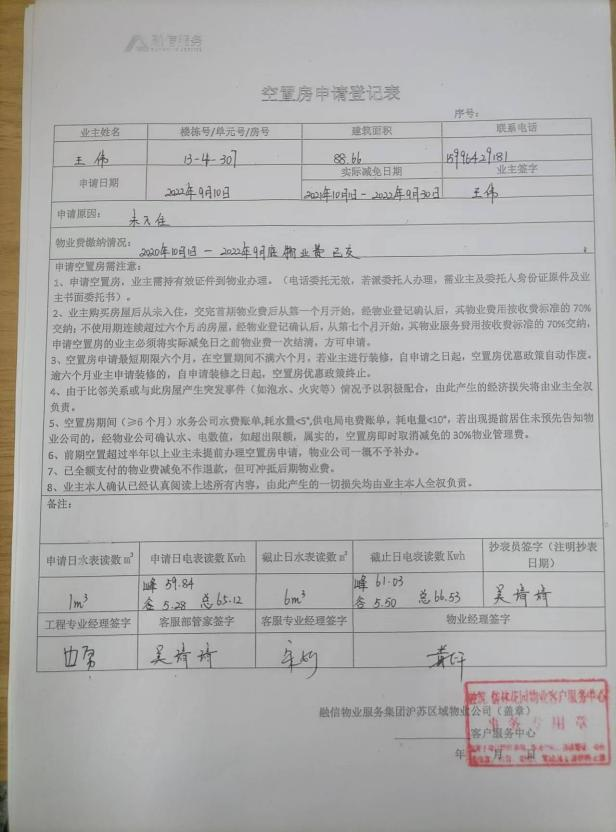 融信服务
空置房申请登记表
序号：
业主姓名 楼栋号/单元号/房号 建筑面积 联系电话
王伟 13-4-307 88.66 15996429181
申请日期 2022年9月10日 实际减免日期 业主签字
2021年10月1日-2022年9月30日 王伟
申请原因： 未入住
物业费缴纳情况： 2020年10月1日-2022年9月底物业费已交
申请空置房需注意：
1、申请空置房，业主需持有效证件到物业办理。（电话委托无效，若派委托人办理，需业主及委托人身份证原件及业
主书面委托书）。
2、业主购买房屋后从未入住，交完首期物业费后从第一个月开始，经物业登记确认后，其物业费用按收费标准的70%
交纳；不使用期连续超过六个月的房屋，经物业登记确认后，从第七个月开始，其物业服务费用按收费标准的70%交纳，
申请空置房的业主必须将实际减免日之前物业费一次结清，方可申请。
3、空置房申请最短期限六个月，在空置期间不满六个月，若业主进行装修，自申请之日起，空置房优惠政策自动作废。
逾六个月业主申请装修的，自申请装修之日起，空置房优惠政策终止。
4、由于比邻关系或与此房屋产生突发事件（如泡水、火灾等）情况予以积极配合，由此产生的经济损失将由业主全权
负责。
5、空置房期间（≥6个月）水务公司水费账单,耗水量<5°,供电局电费账单，耗电量<10°，若出现提前居住未预先告知物
业公司的，经物业公司确认水、电数值，如超出限额，属实的，空置房即时取消减免的30%物业管理费。
6、前期空置超过半年以上业主未提前办理空置房申请，物业公司一概不予补办。
7、已全额支付的物业费减免不作退款，但可冲抵后期物业费。
8、业主本人确认已经认真阅读上述所有内容，由此产生的一切损失均由业主本人全权负责。
备注：
申请日水表读数m³ 申请日电表读数Kwh 截止日水表读数m³ 截止日电表读数Kwh 抄表员签字（注明抄表
日期）
1m³ 峰 59.84 谷 5.28 总65.12 6m³ 峰 61.03 谷 5.50 总66.53 吴琦琦
工程专业经理签字 客服部管家签字 客服专业经理签字 物业经理签字
吴琦琦
融信物业服务集团沪苏区域物业公司（盖章）
客户服务中心
年 月 日
花园物业客户服务中心
事务专用章